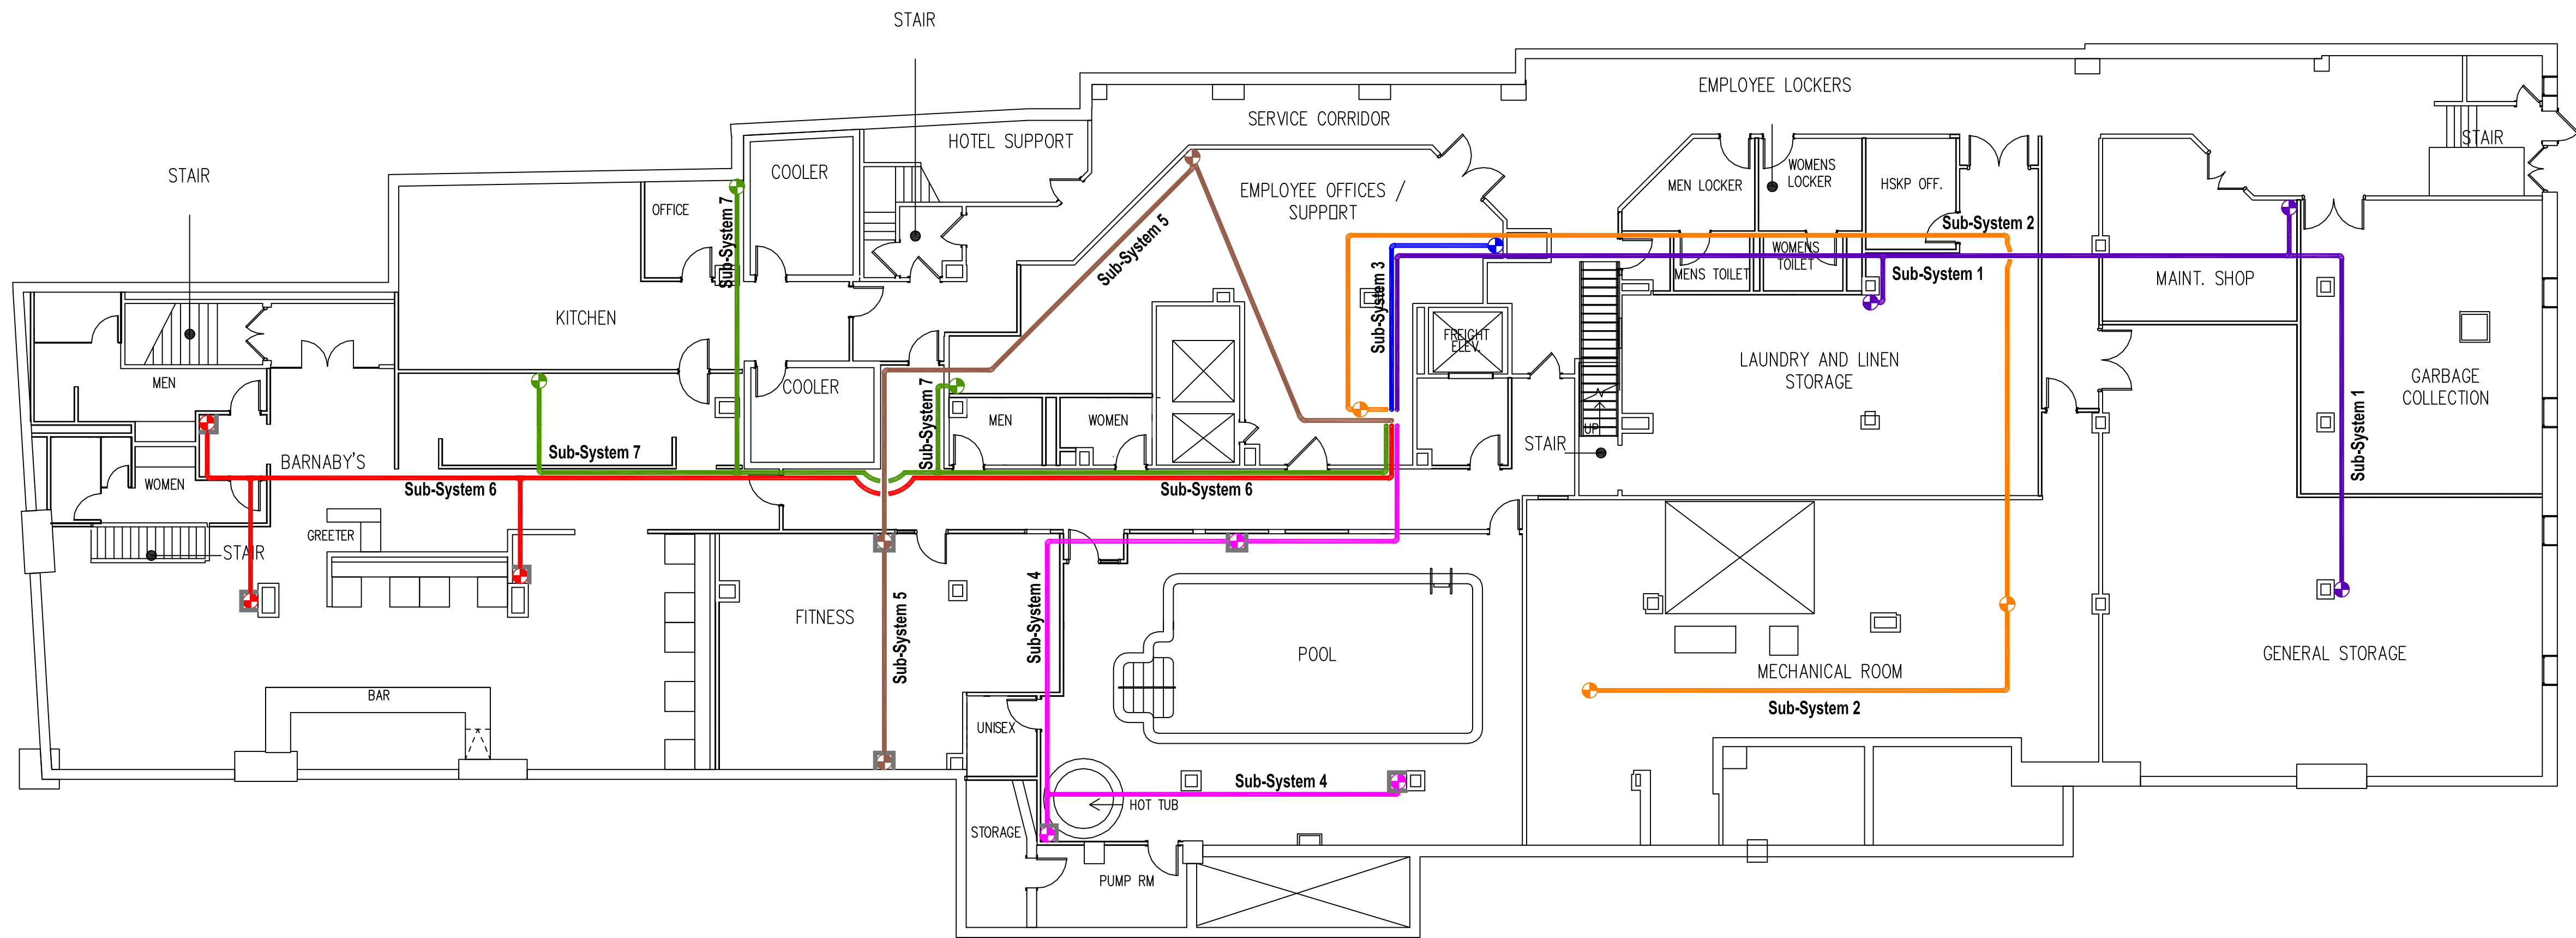 STAIR
EMPLOYEE LOCKERS
SERVICE CORRIDOR
HOTEL SUPPORT
STAIR
COOLER
WOMENS
LOCKER
STAIR
MEN LOCKER
HSKP OFF.
EMPLOYEE OFFICES /
SUPPORT
OFFICE
Sub-System 7
Sub-System 5
Sub-System 2
WOMENS
TOILET
MENS TOILET
Sub-System 1
MAINT. SHOP
Sub-System 3
KITCHEN
FREIGHT
ELEV.
LAUNDRY AND LINEN
STORAGE
MEN
COOLER
GARBAGE
COLLECTION
Sub-System 7
MEN
WOMEN
UP
STAIR
Sub-System 1
Sub-System 7
BARNABY'S
WOMEN
Sub-System 6
Sub-System 6
GREETER
STAIR
FITNESS
Sub-System 5
Sub-System 4
POOL
GENERAL STORAGE
MECHANICAL ROOM
Sub-System 2
BAR
UNISEX
Sub-System 4
HOT TUB
STORAGE
PUMP RM